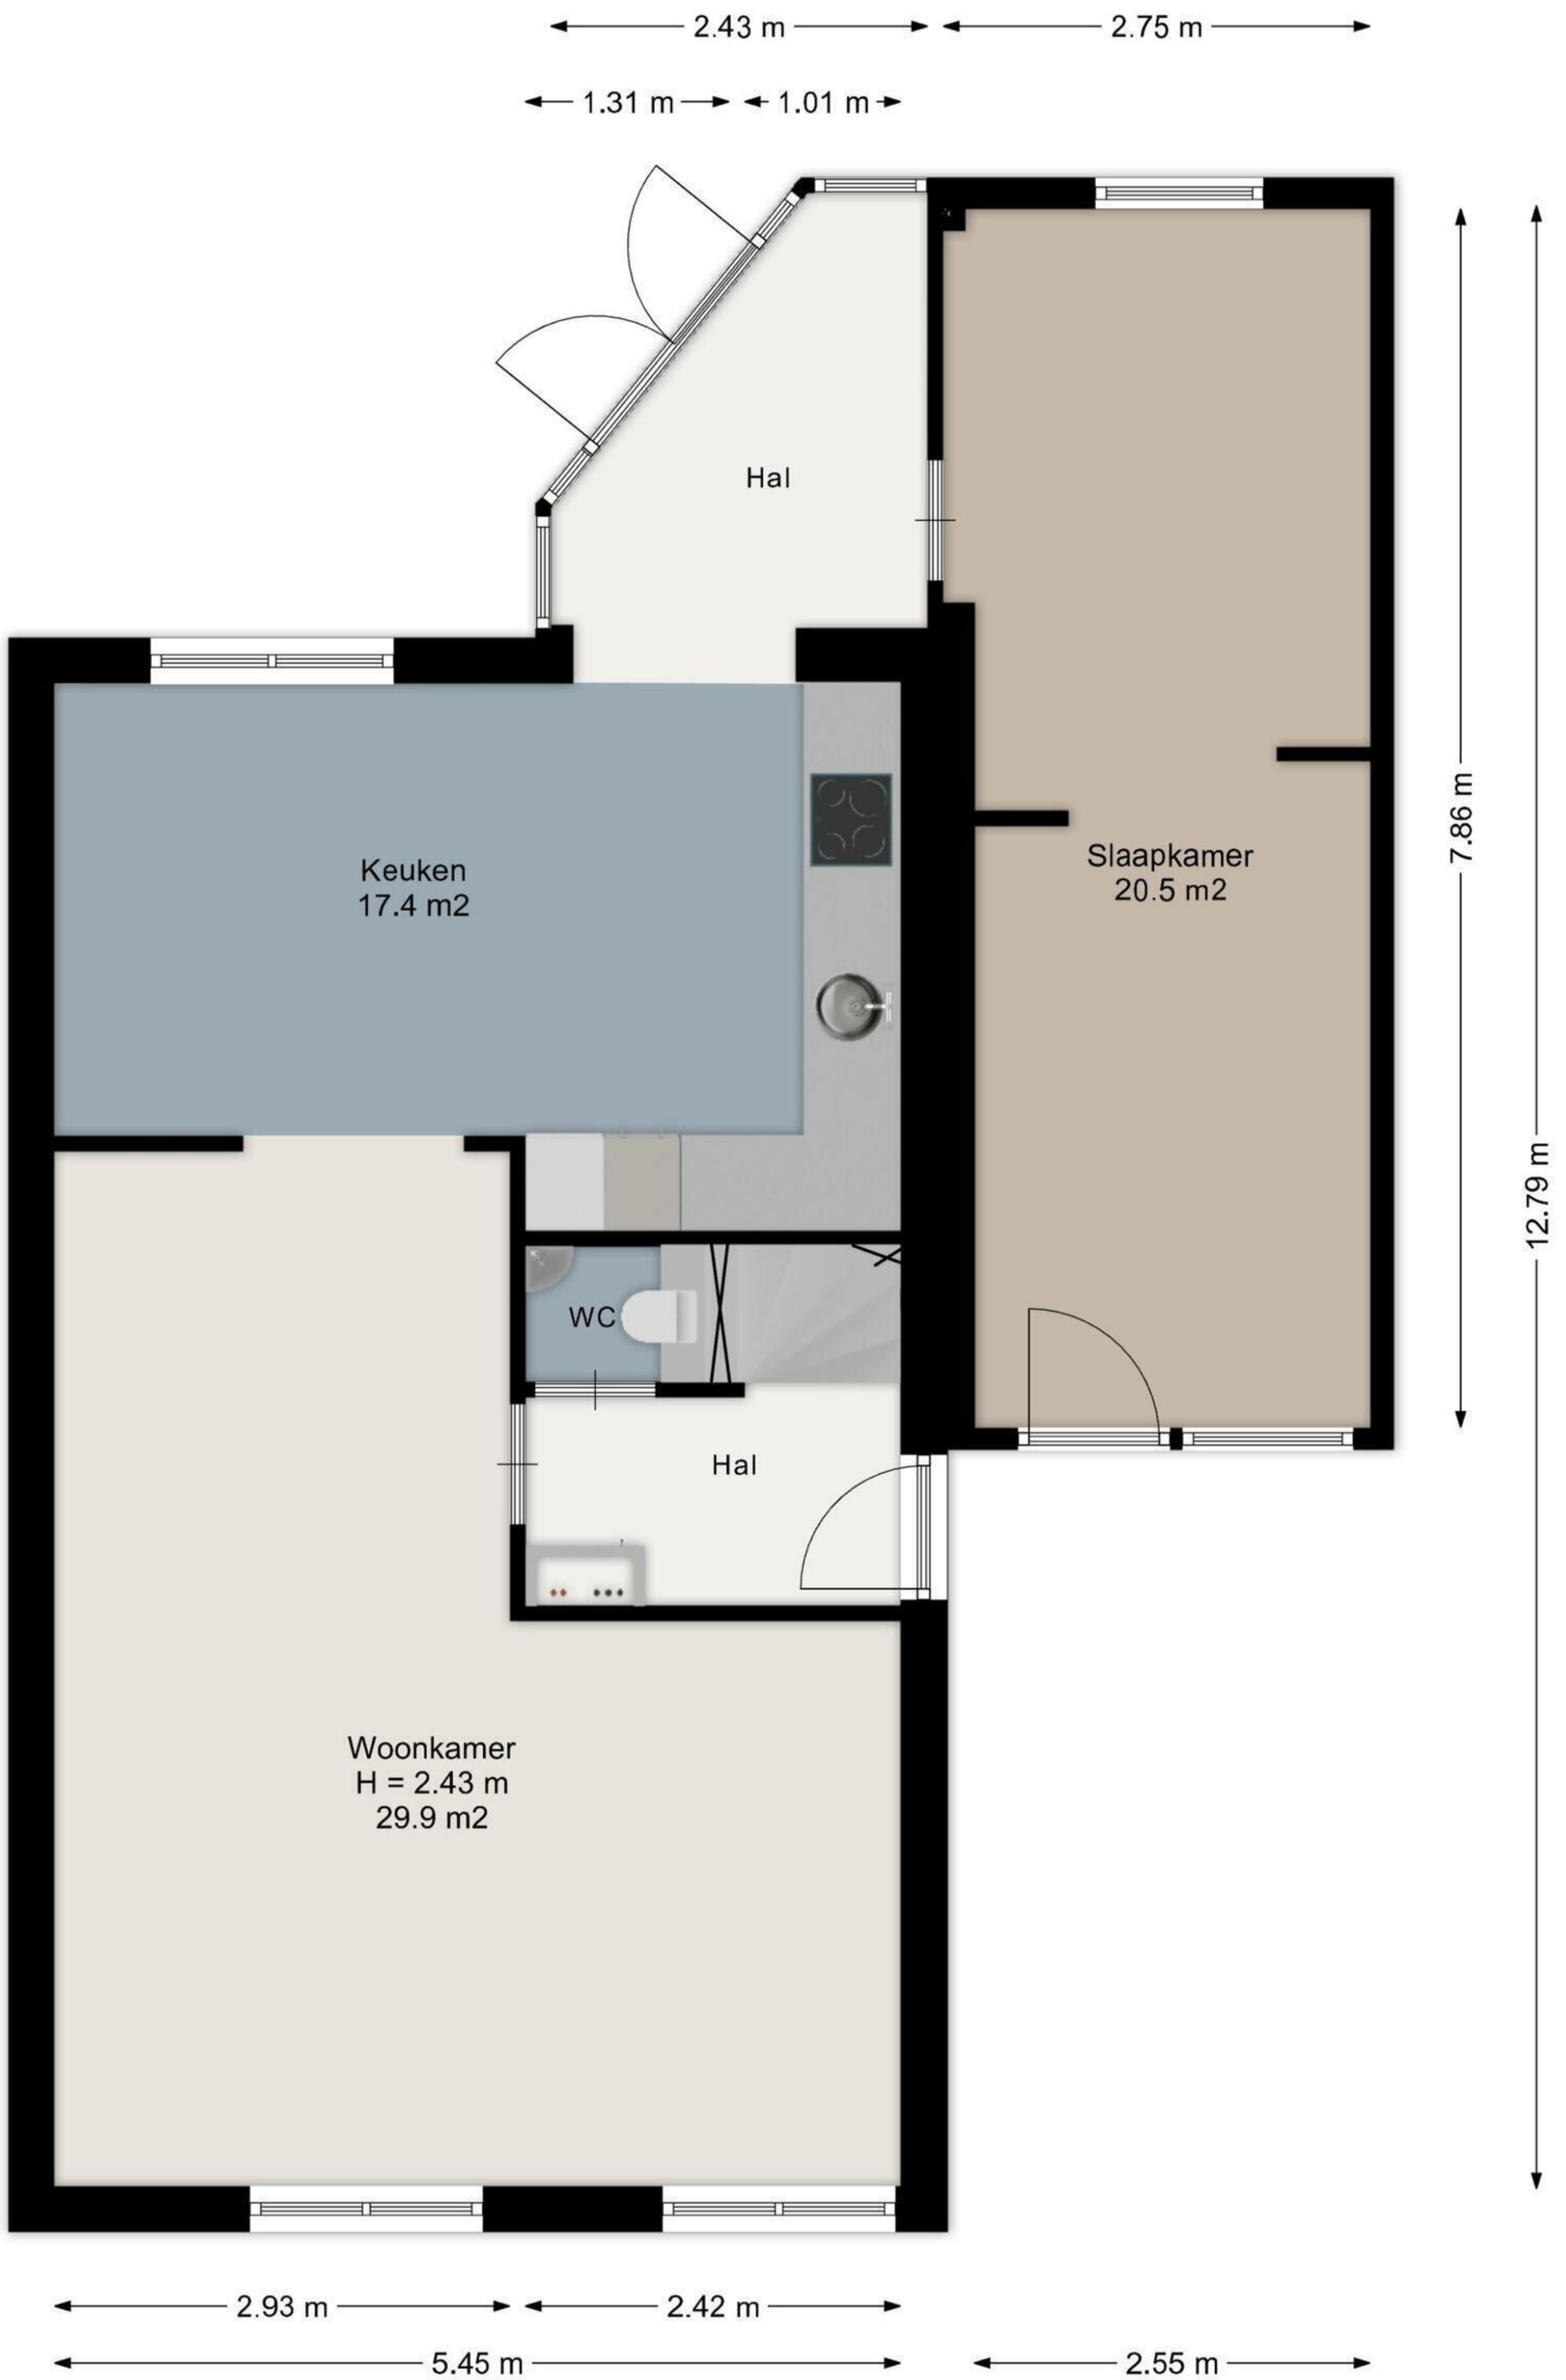 2.43 m
2.75 m
1.31 m
1.01 m
Hal
7.86 m
Slaapkamer
20.5 m2
Keuken
17.4 m2
12.79 m
WC
Hal
Woonkamer
H = 2.43 m
29.9 m2
2.93 m
2.42 m
5.45 m
2.55 m